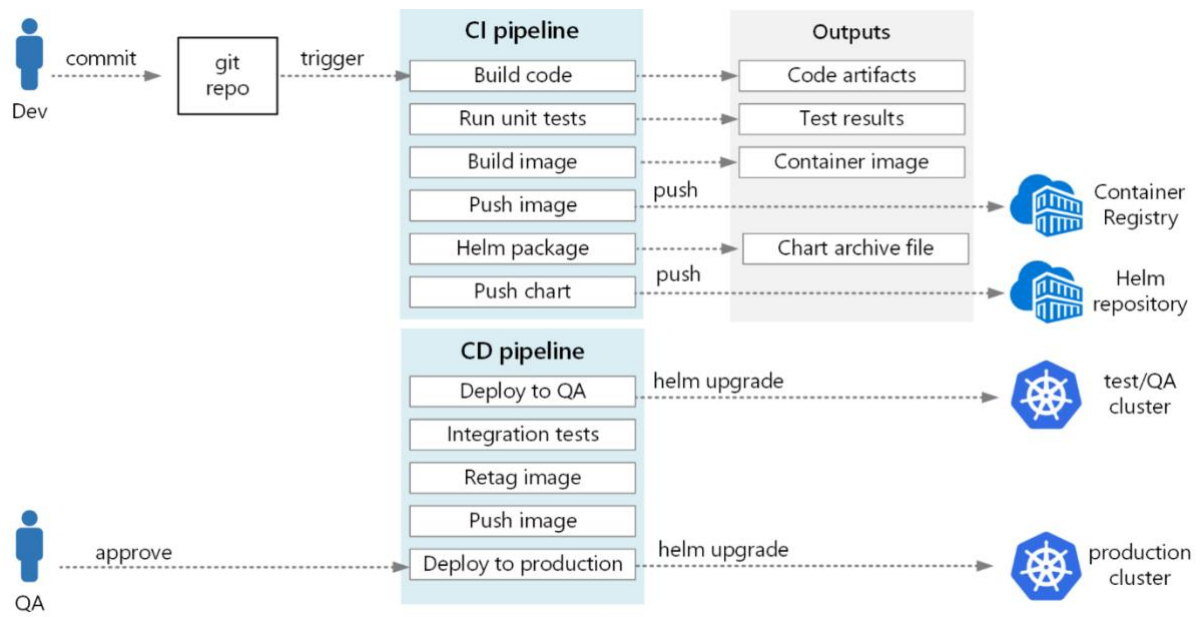 CI pipeline
Outputs
commit
git
repo
trigger
Build code
Code artifacts
Dev
Run unit tests
Test results
Build image
Container image
Push image
push
Container
Registry
Helm package
Chart archive file
Push chart
push
Helm
repository
CD pipeline
Deploy to QA
helm upgrade
test/QA
cluster
Integration tests
Retag image
Push image
approve
Deploy to production
helm upgrade
production
cluster
QA